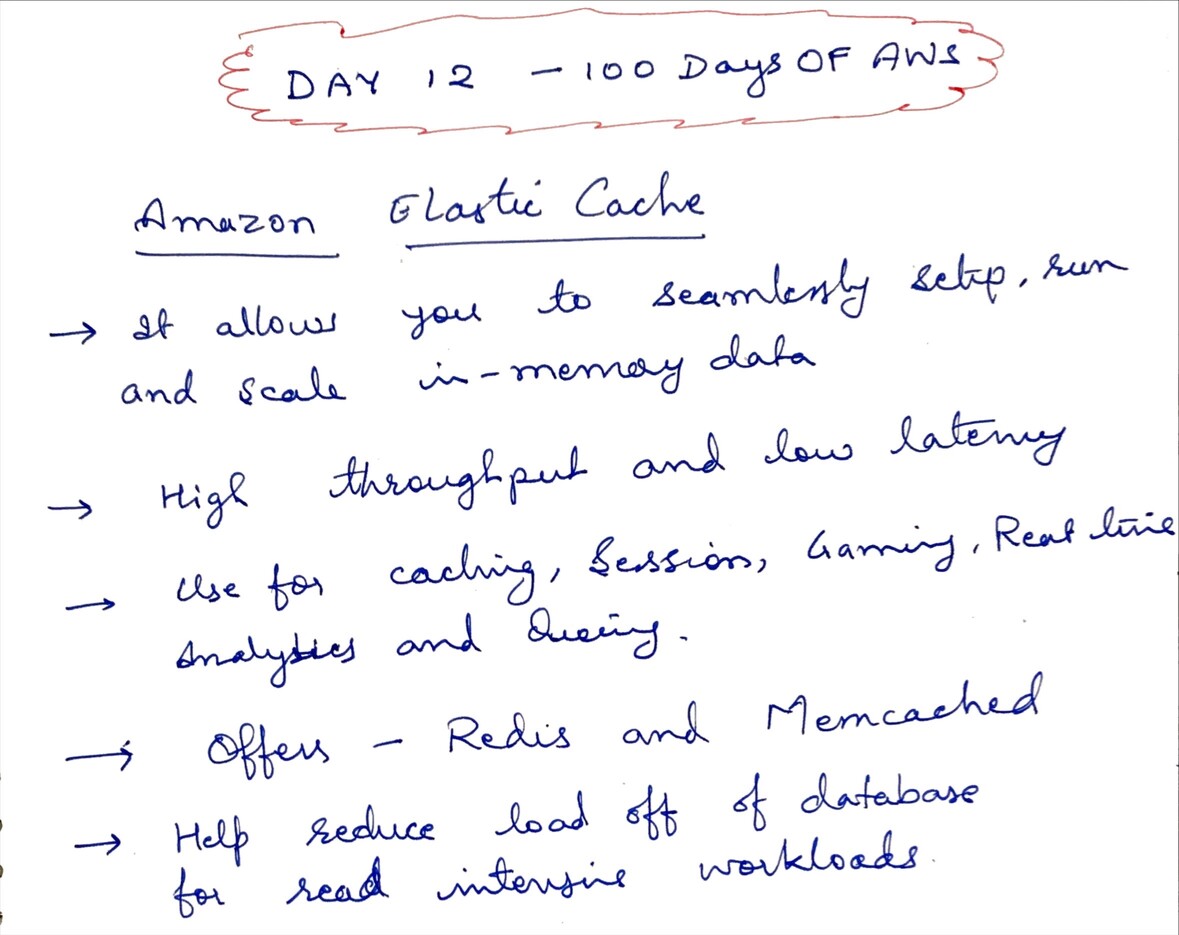 DAY 12 - 100 Days OF AWS
Amazon Elastic Cache
→ It allows you to seamlessly setup, run
and scale in-memory data
→ High throughput and low latency
→ Use for caching, Session, Gaming, Real time
Analytics and Queing.
→ Offers - Redis and Memcached
→ Help reduce load off of database
for read intensive workloads.